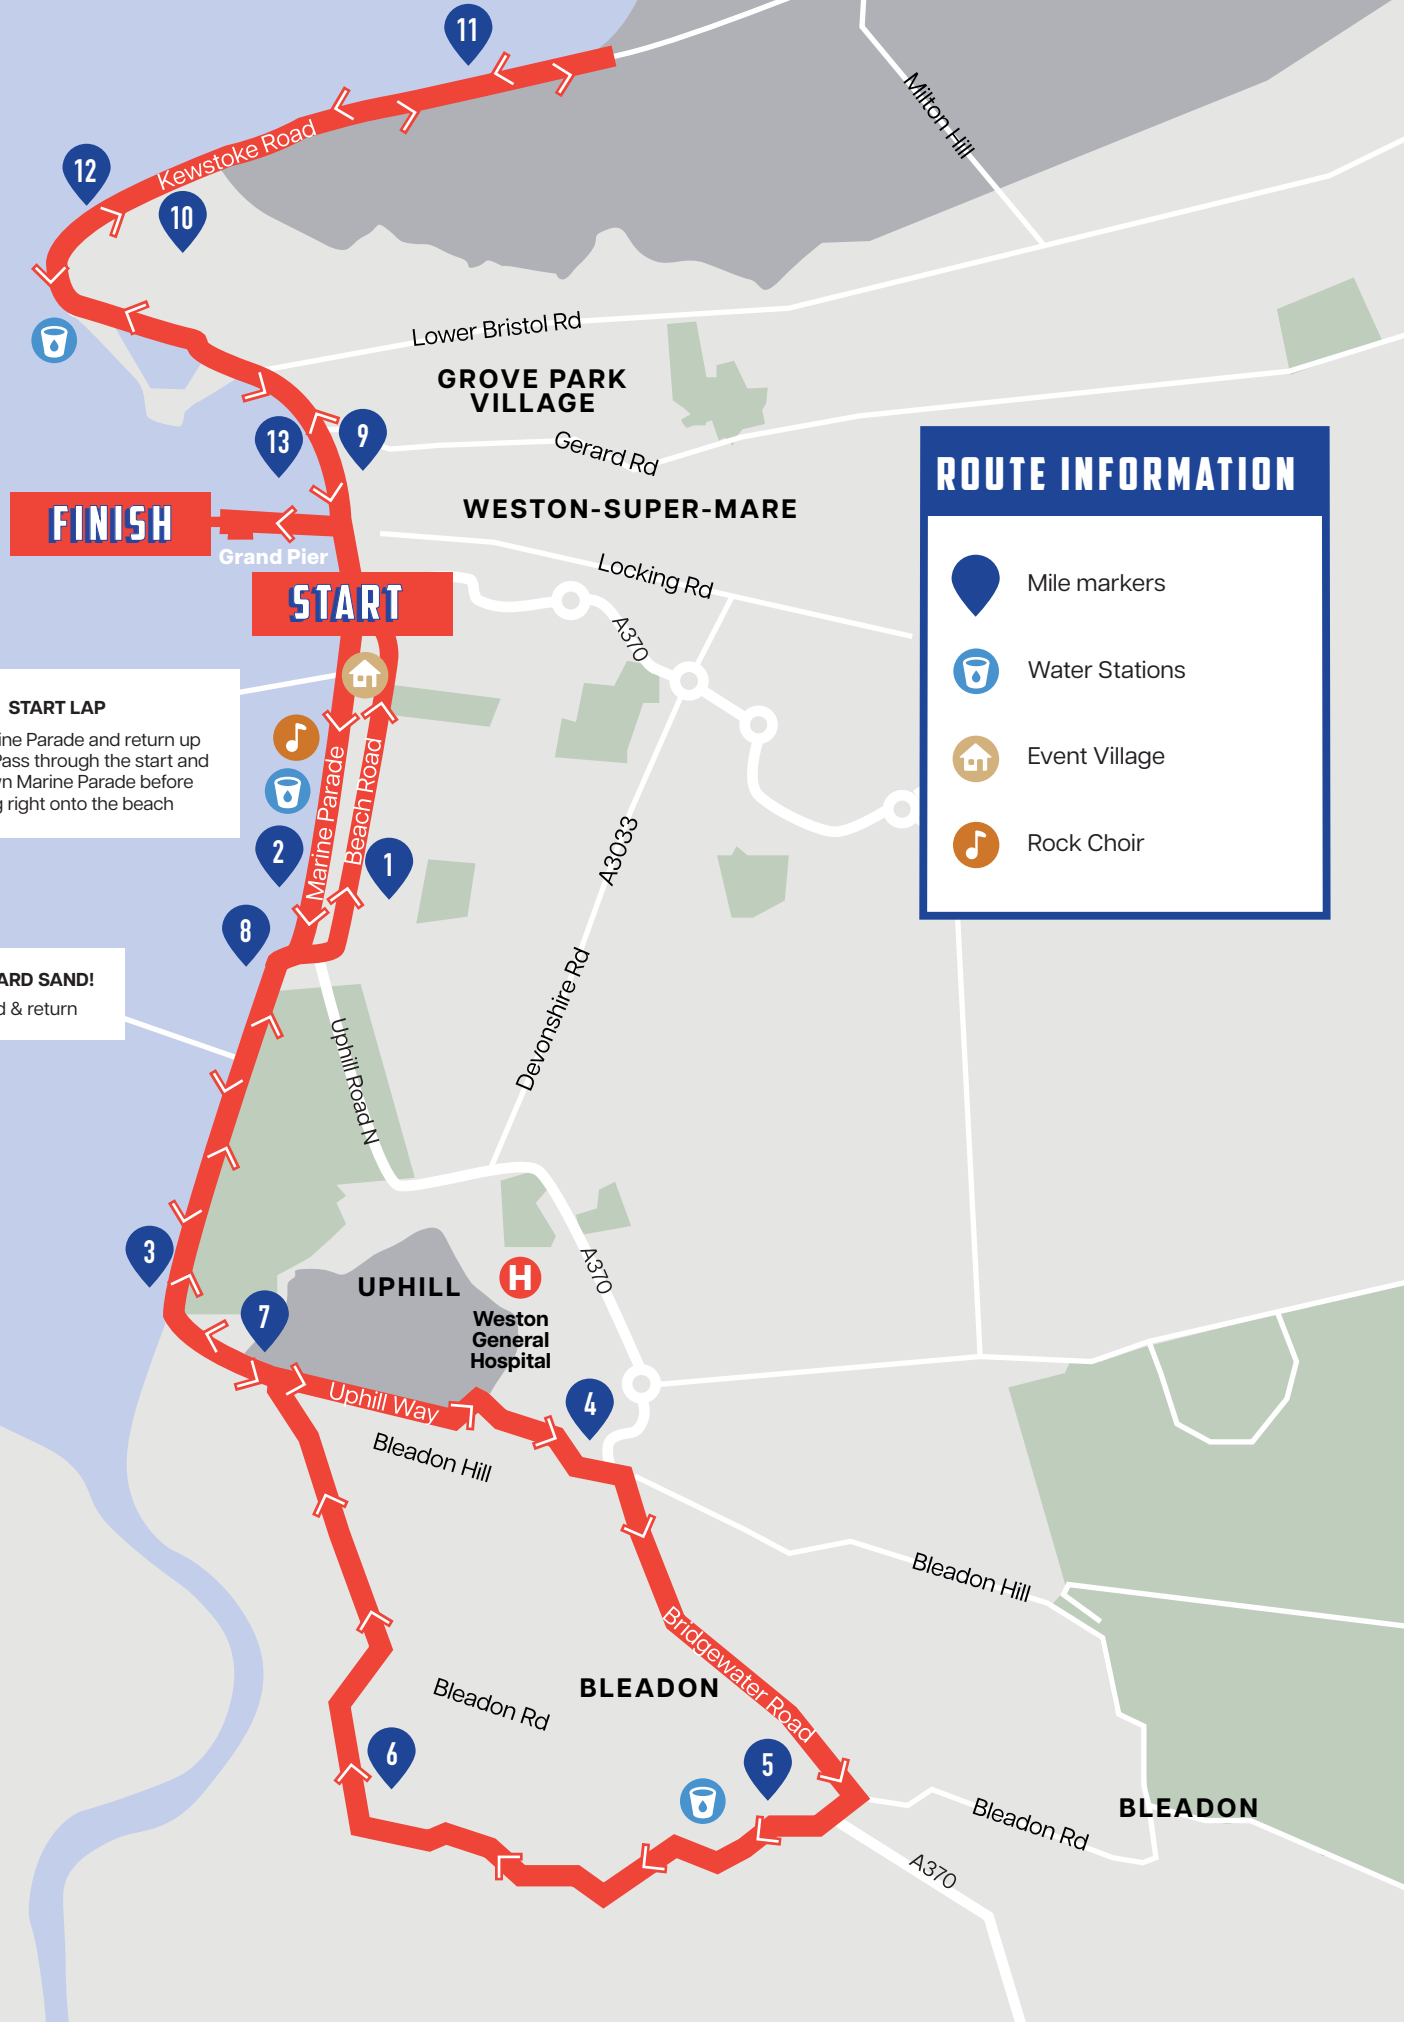 11
Milton Hill
Kewstoke Road
12
10
Lower Bristol Rd
GROVE PARK
VILLAGE
13
9
Gerard Rd
WESTON-SUPER-MARE
FINISH
Grand Pier
START
Locking Rd
A370
ROUTE INFORMATION
Mile markers
Water Stations
Event Village
Rock Choir
START LAP
Parade and return up
Pass through the start and
Marine Parade before
right onto the beach
Marine Parade
Beach Road
2
1
8
A3033
Devonshire Rd
SAND!
& return
Uphill Road N
3
7
UPHILL
H
Weston
General
Hospital
A370
Uphill Way
4
Bleadon Hill
Bleadon Hill
Bridgewater Road
BLEADON
Bleadon Rd
6
5
Bleadon Rd
BLEADON
A370